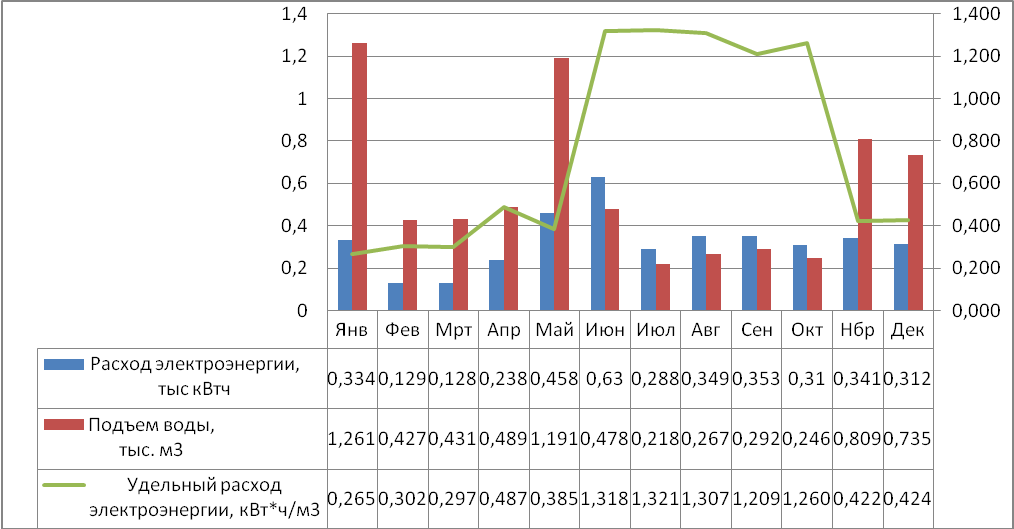 1,4 1,400
1,2 1,200
1 1,000
0,8 0,800
0,6 0,600
0,4 0,400
0,2 0,200
0 0,000
Янв Фев Мрт Апр Май Июн Июл Авг Сен Окт Нбр Дек
Расход электроэнергии,
тыс кВтч
0,334 0,129 0,128 0,238 0,458 0,63 0,288 0,349 0,353 0,31 0,341 0,312
Подъем воды,
тыс. м3
1,261 0,427 0,431 0,489 1,191 0,478 0,218 0,267 0,292 0,246 0,809 0,735
Удельный расход
электроэнергии, кВт*ч/м3
0,265 0,302 0,297 0,487 0,385 1,318 1,321 1,307 1,209 1,260 0,422 0,424